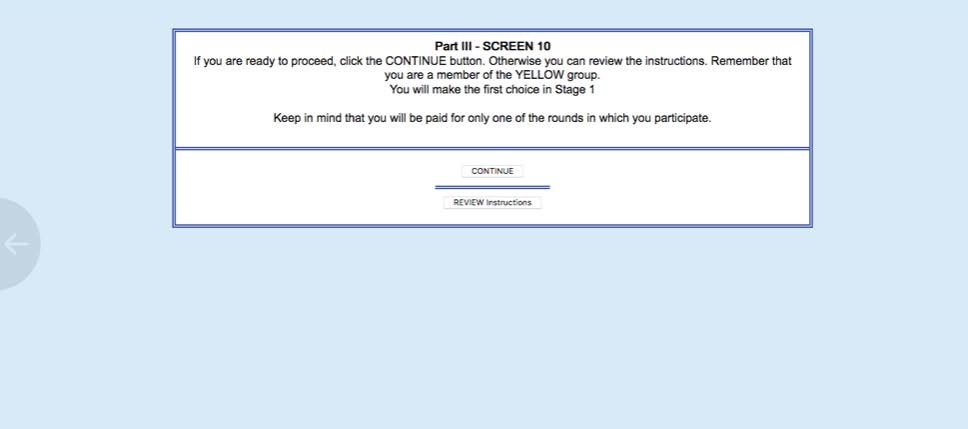 Part III - SCREEN 10
If you are ready to proceed, click the CONTINUE button. Otherwise you can review the instructions. Remember that
you are a member of the YELLOW group.
You will make the first choice in Stage 1
Keep in mind that you will be paid for only one of the rounds in which you participate.
CONTINUE
REVIEW Instructions